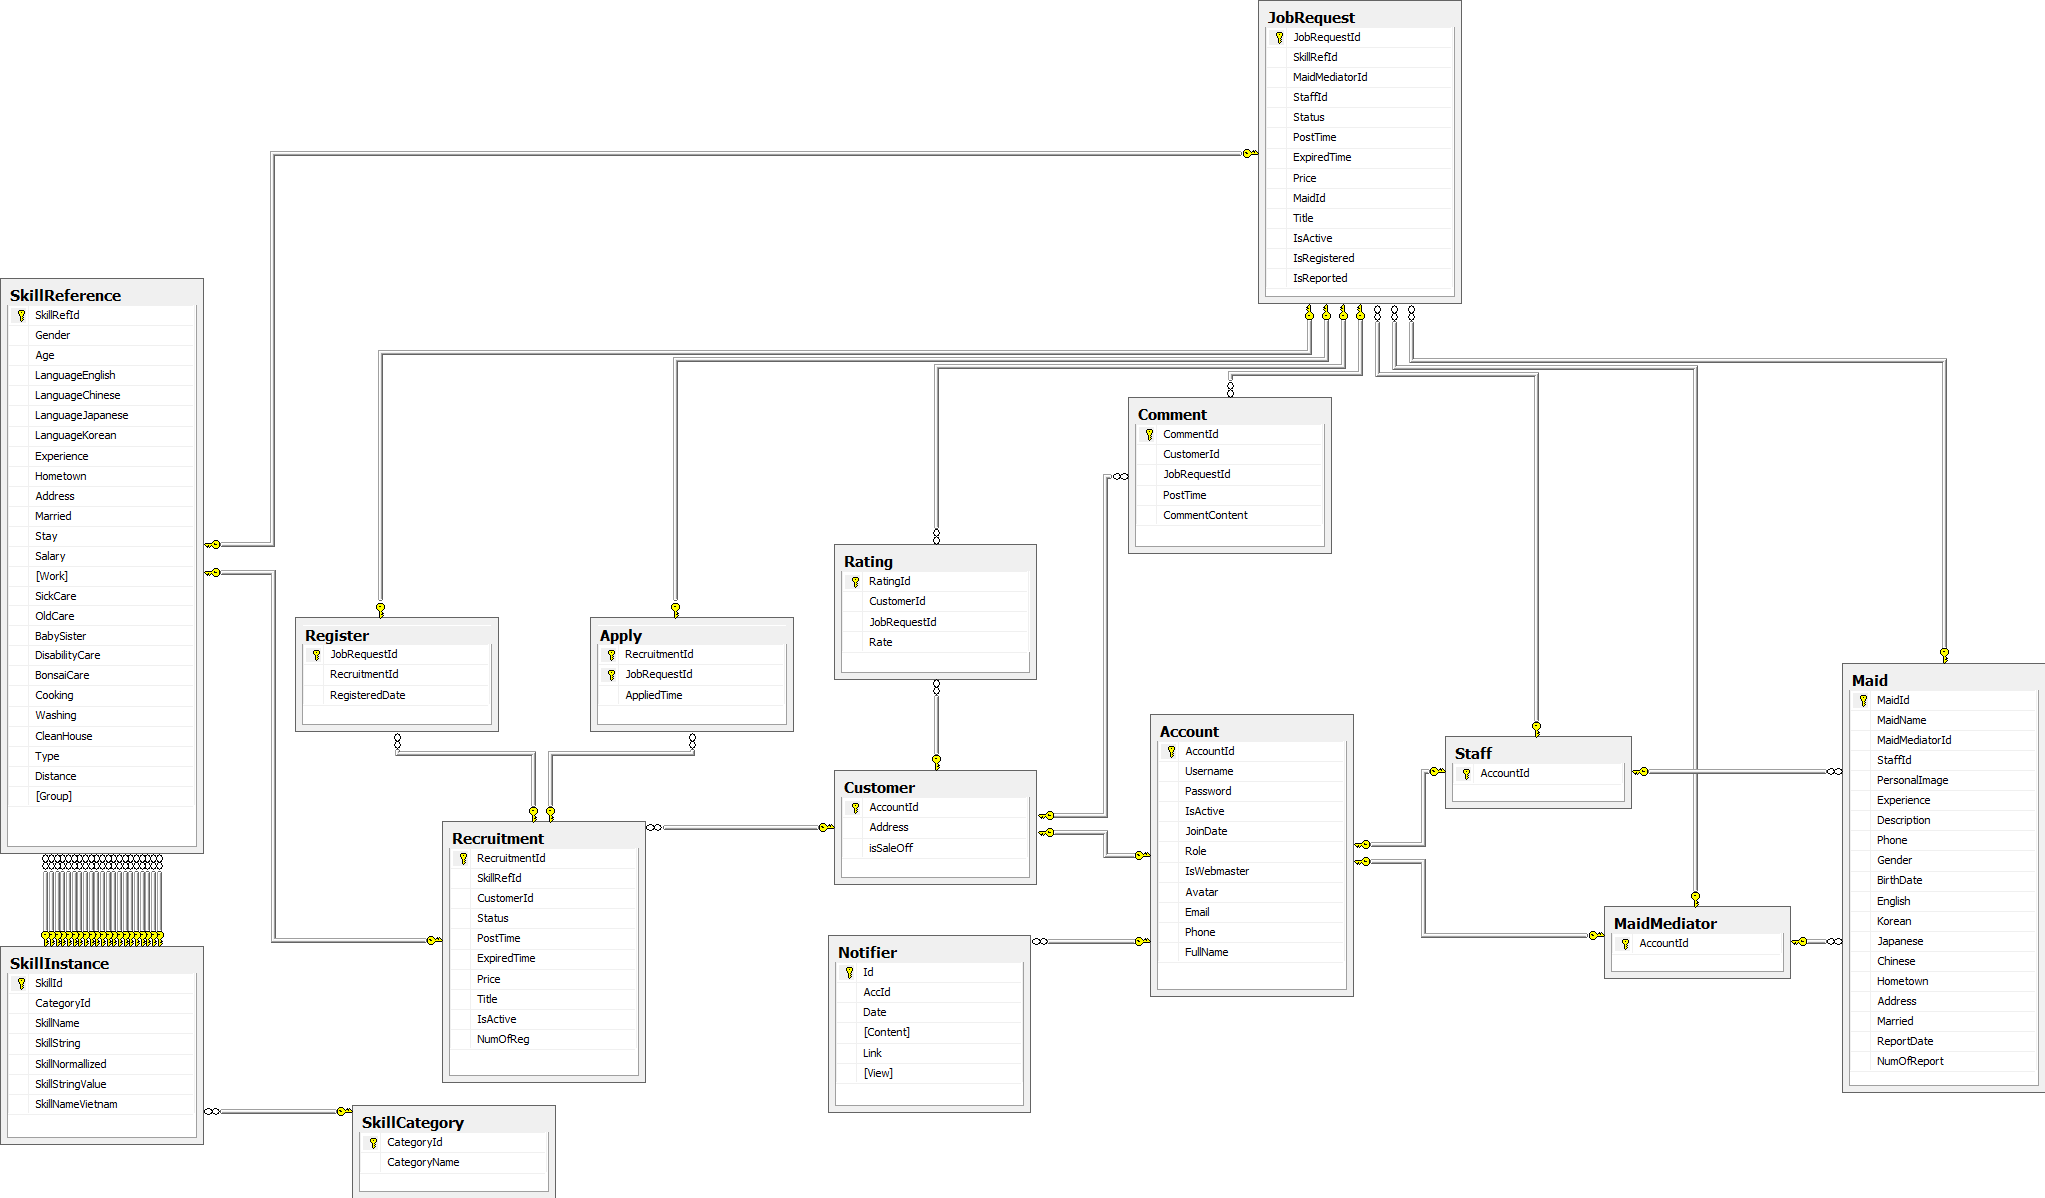 JobRequest
JobRequestId
SkillRefId
MaidMediatorId
StaffId
Status
PostTime
ExpiredTime
Price
MaidId
Title
IsActive
IsRegistered
IsReported
SkillReference
SkillRefId
Gender
Age
LanguageEnglish
LanguageChinese
LanguageJapanese
LanguageKorean
Experience
Hometown
Address
Married
Stay
Salary
[Work]
SickCare
OldCare
BabySister
DisabilityCare
BonsaiCare
Cooking
Washing
CleanHouse
Type
Distance
[Group]
Comment
CommentId
CustomerId
JobRequestId
PostTime
CommentContent
Rating
RatingId
CustomerId
JobRequestId
Rate
Register
JobRequestId
RecruitmentId
RegisteredDate
Apply
RecruitmentId
JobRequestId
AppliedTime
Account
AccountId
Username
Password
IsActive
JoinDate
Role
IsWebmaster
Avatar
Email
Phone
FullName
Staff
AccountId
Maid
MaidId
MaidName
MaidMediatorId
StaffId
PersonalImage
Experience
Description
Phone
Gender
BirthDate
English
Korean
Japanese
Chinese
Hometown
Address
Married
ReportDate
NumOfReport
Customer
AccountId
Address
isSaleOff
Recruitment
RecruitmentId
SkillRefId
CustomerId
Status
PostTime
ExpiredTime
Price
Title
IsActive
NumOfReg
MaidMediator
AccountId
Notifier
Id
AccId
Date
[Content]
Link
[View]
SkillInstance
SkillId
CategoryId
SkillName
SkillString
SkillNormallized
SkillStringValue
SkillNameVietnam
SkillCategory
CategoryId
CategoryName